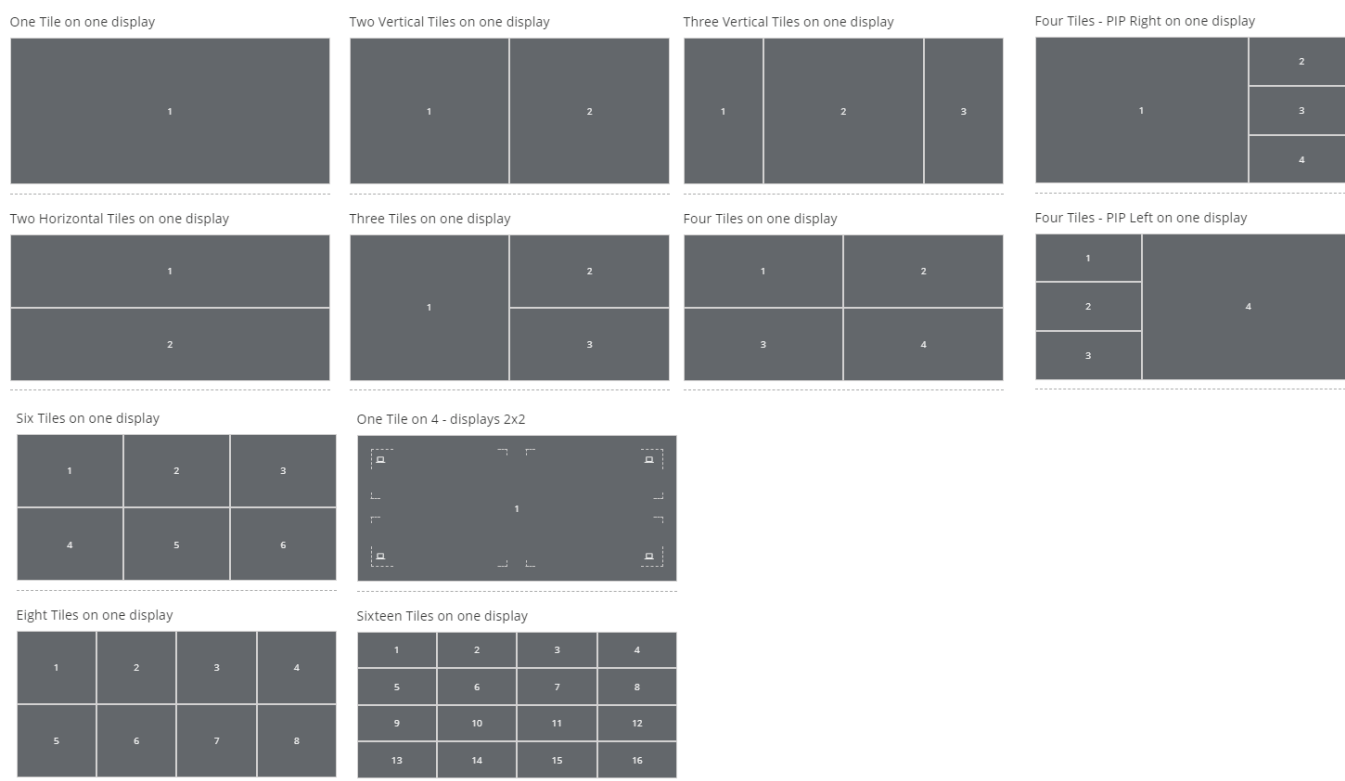 One Tile on one display
1
Two Vertical Tiles on one display
1 2
Three Vertical Tiles on one display
1 2 3
Four Tiles - PIP Right on one display
1
2
3
4
Two Horizontal Tiles on one display
1
2
Three Tiles on one display
1
2
3
Four Tiles on one display
1 2
3 4
Four Tiles - PIP Left on one display
1
2
3
4
Six Tiles on one display
1 2 3
4 5 6
One Tile on 4 - displays 2x2
1
Eight Tiles on one display
1 2 3 4
5 6 7 8
Sixteen Tiles on one display
1 2 3 4
5 6 7 8
9 10 11 12
13 14 15 16